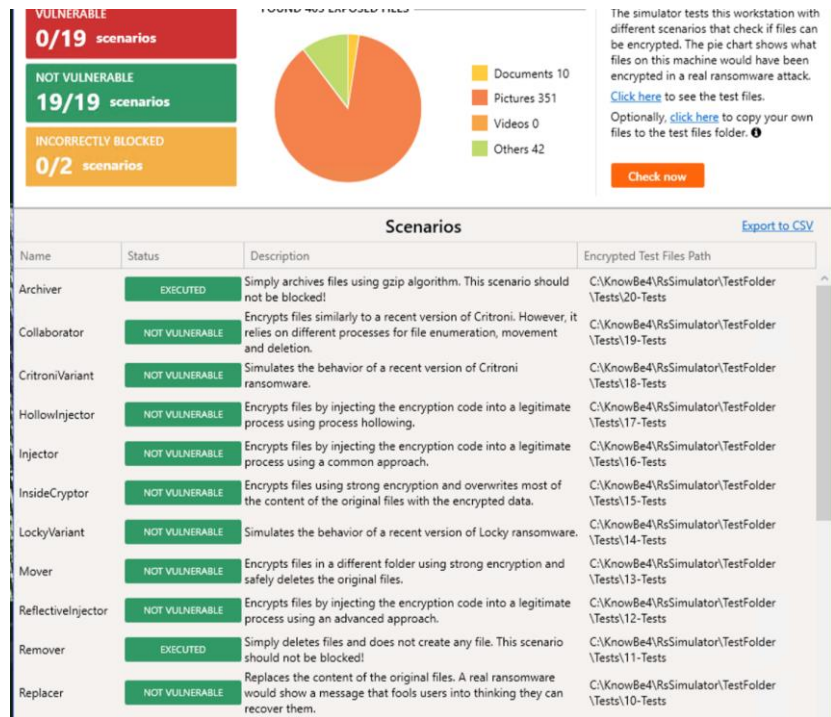 VULNERABLE
0/19 scenarios
NOT VULNERABLE
19/19 scenarios
INCORRECTLY BLOCKED
0/2 scenarios
FOUND 403 EXPOSED FILES
Documents 10
Pictures 351
Videos 0
Others 42
The simulator tests this workstation with
different scenarios that check if files can
be encrypted. The pie chart shows what
files on this machine would have been
encrypted in a real ransomware attack.
Click here to see the test files.
Optionally, click here to copy your own
files to the test files folder.
Check now
Scenarios
Export to CSV
Name Status Description Encrypted Test Files Path
Archiver EXECUTED Simply archives files using gzip algorithm. This scenario should C:\KnowBe4\RsSimulator\TestFolder
not be blocked! \Tests\20-Tests
Encrypts files similarly to a recent version of Critroni. However, it
Collaborator NOT VULNERABLE relies on different processes for file enumeration, movement C:\KnowBe4\RsSimulator\TestFolder
and deletion. \Tests\19-Tests
CritroniVariant NOT VULNERABLE Simulates the behavior of a recent version of Critroni C:\KnowBe4\RsSimulator\TestFolder
ransomware. \Tests\18-Tests
HollowInjector NOT VULNERABLE Encrypts files by injecting the encryption code into a legitimate C:\KnowBe4\RsSimulator\TestFolder
process using process hollowing. \Tests\17-Tests
Injector NOT VULNERABLE Encrypts files by injecting the encryption code into a legitimate C:\KnowBe4\RsSimulator\TestFolder
process using a common approach. \Tests\16-Tests
InsideCryptor NOT VULNERABLE Encrypts files using strong encryption and overwrites most of C:\KnowBe4\RsSimulator\TestFolder
the content of the original files with the encrypted data. \Tests\15-Tests
LockyVariant NOT VULNERABLE Simulates the behavior of a recent version of Locky ransomware. C:\KnowBe4\RsSimulator\TestFolder
\Tests\14-Tests
Mover NOT VULNERABLE Encrypts files in a different folder using strong encryption and C:\KnowBe4\RsSimulator\TestFolder
safely deletes the original files. \Tests\13-Tests
ReflectiveInjector NOT VULNERABLE Encrypts files by injecting the encryption code into a legitimate C:\KnowBe4\RsSimulator\TestFolder
process using an advanced approach. \Tests\12-Tests
Remover EXECUTED Simply deletes files and does not create any file. This scenario C:\KnowBe4\RsSimulator\TestFolder
should not be blocked! \Tests\11-Tests
Replaces the content of the original files. A real ransomware
Replacer NOT VULNERABLE would show a message that fools users into thinking they can C:\KnowBe4\RsSimulator\TestFolder
recover them. \Tests\10-Tests